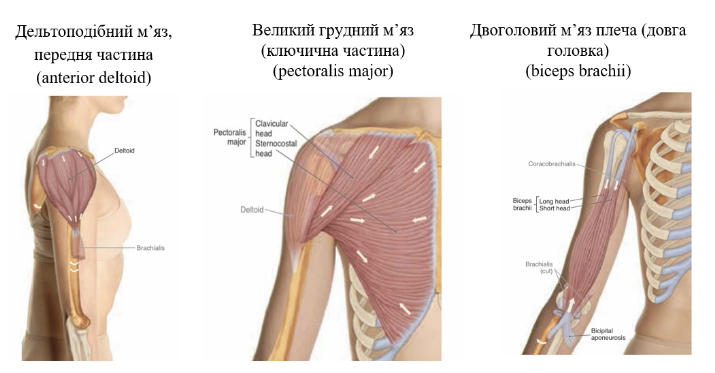 Дельтоподібний м’яз,
передня частина
(anterior deltoid)
Великий грудний м’яз
(ключична частина)
(pectoralis major)
Двоголовий м’яз плеча (довга
головка)
(biceps brachii)
Deltoid
Brachialis
Pectoralis
major
Clavicular
head
Sternocostal
head
Deltoid
Coracobrachialis
Biceps
brachii
Long head
Short head
Brachialis
(cut)
Bicipital
aponeurosis